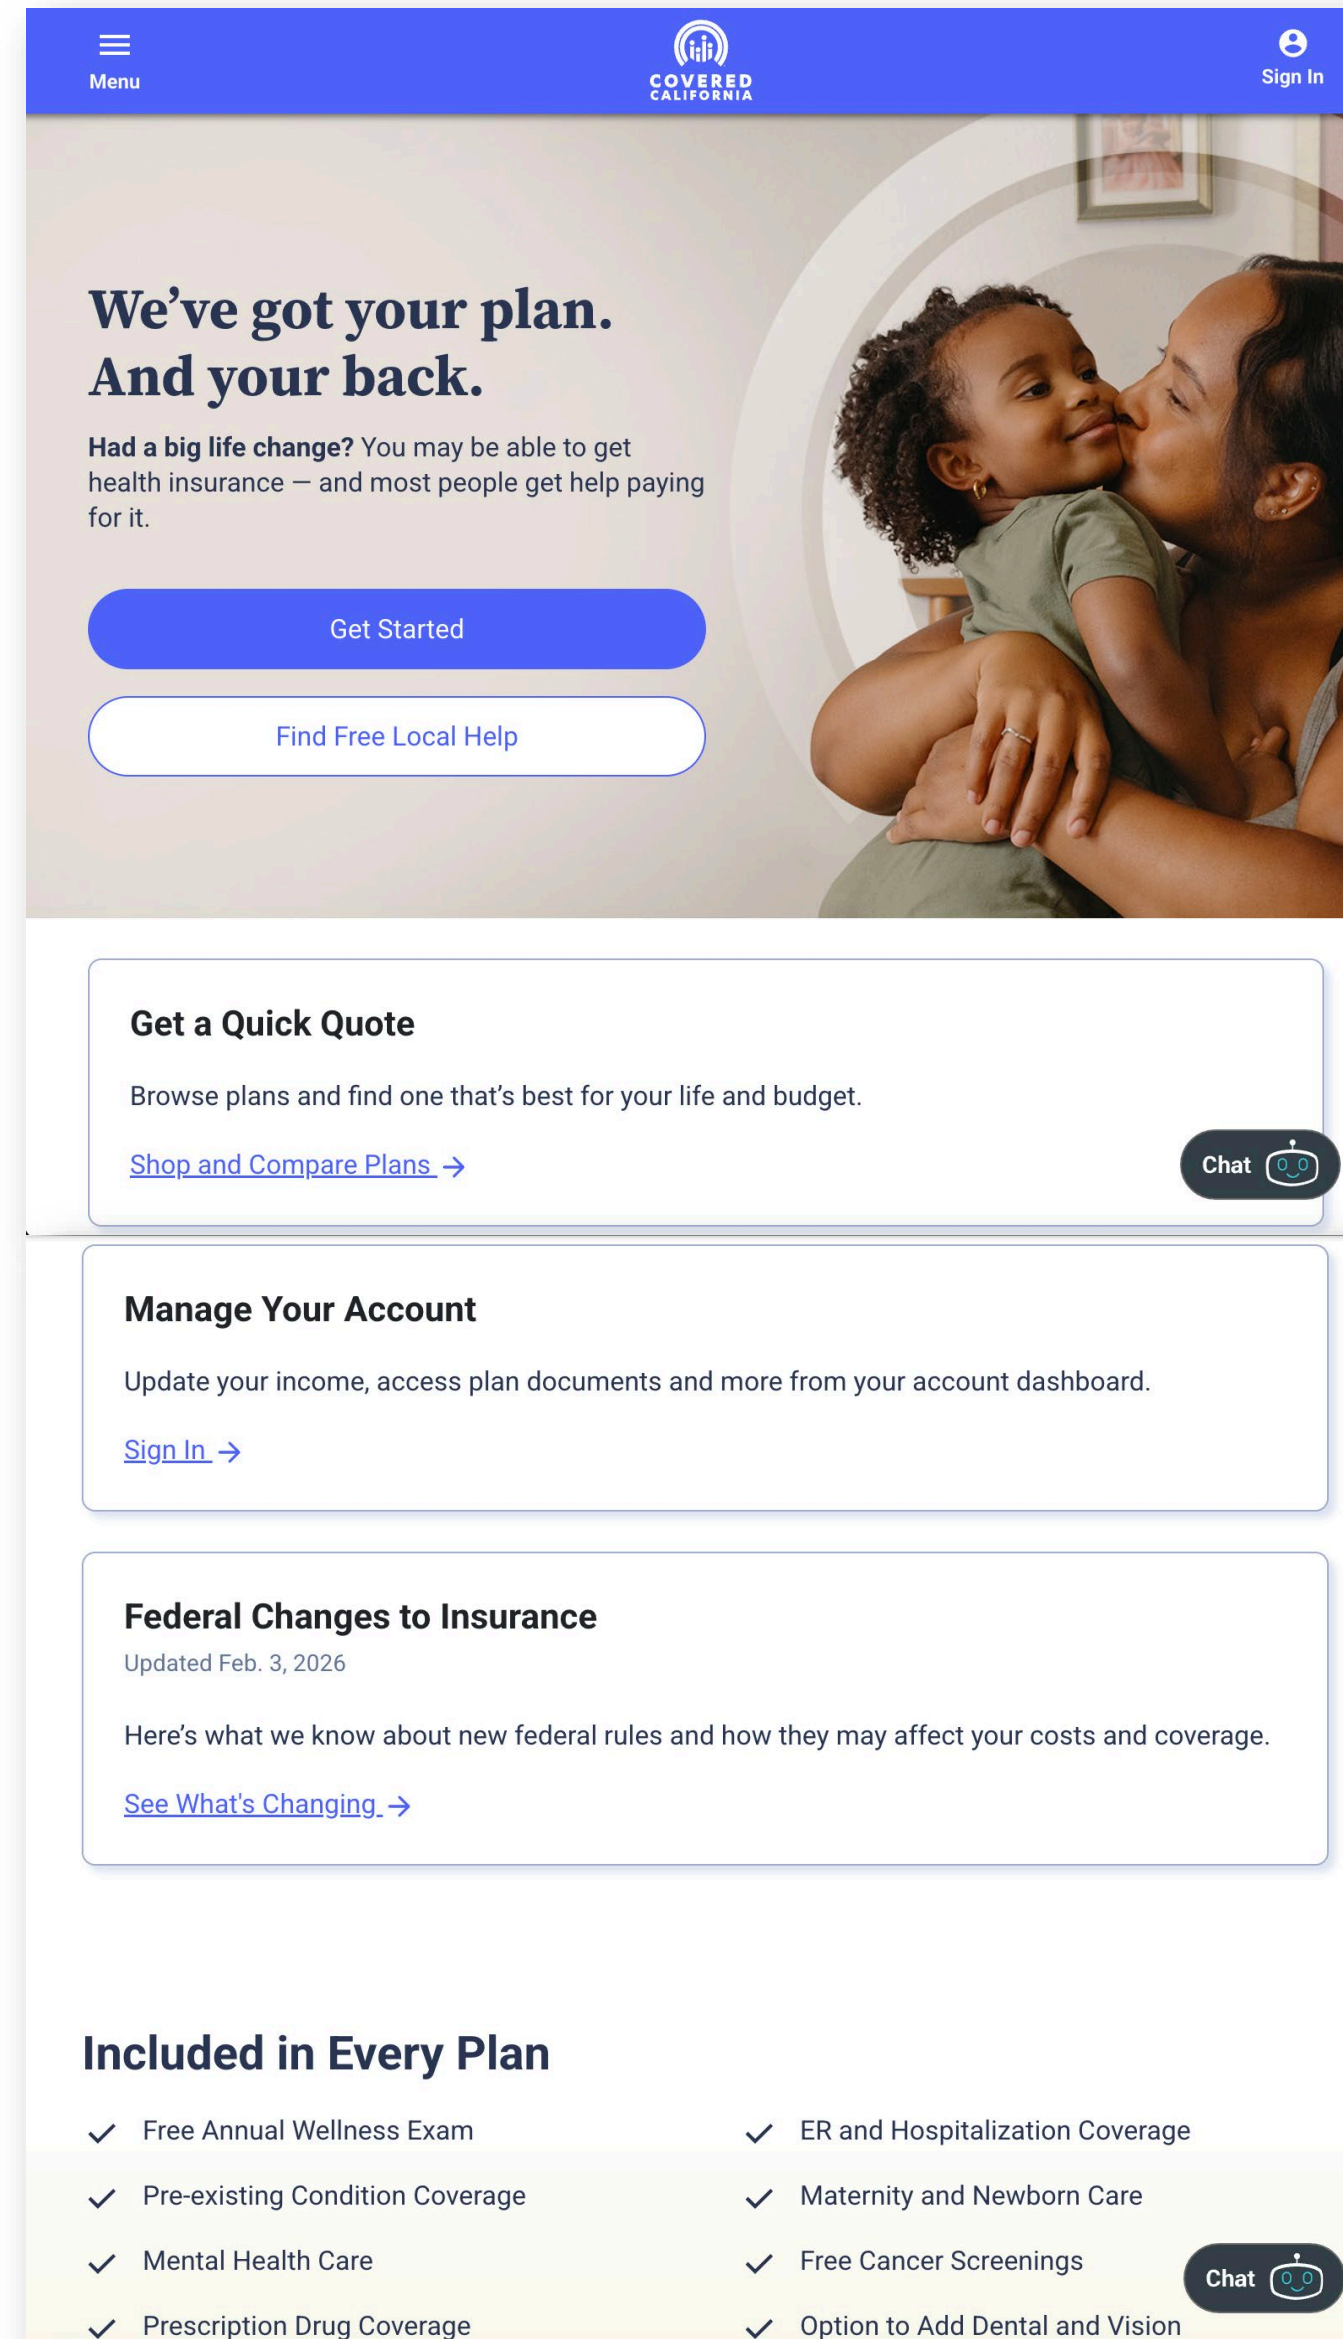 Menu
COVERED
CALIFORNIA
Sign In
We’ve got your plan.
And your back.
Had a big life change? You may be able to get
health insurance — and most people get help paying
for it.
Get Started
Find Free Local Help
Get a Quick Quote
Browse plans and find one that’s best for your life and budget.
Shop and Compare Plans →
Chat
Manage Your Account
Update your income, access plan documents and more from your account dashboard.
Sign In →
Federal Changes to Insurance
Updated Feb. 3, 2026
Here’s what we know about new federal rules and how they may affect your costs and coverage.
See What's Changing →
Included in Every Plan
Free Annual Wellness Exam
ER and Hospitalization Coverage
Pre-existing Condition Coverage
Maternity and Newborn Care
Mental Health Care
Free Cancer Screenings
Chat
Prescription Drug Coverage
Option to Add Dental and Vision